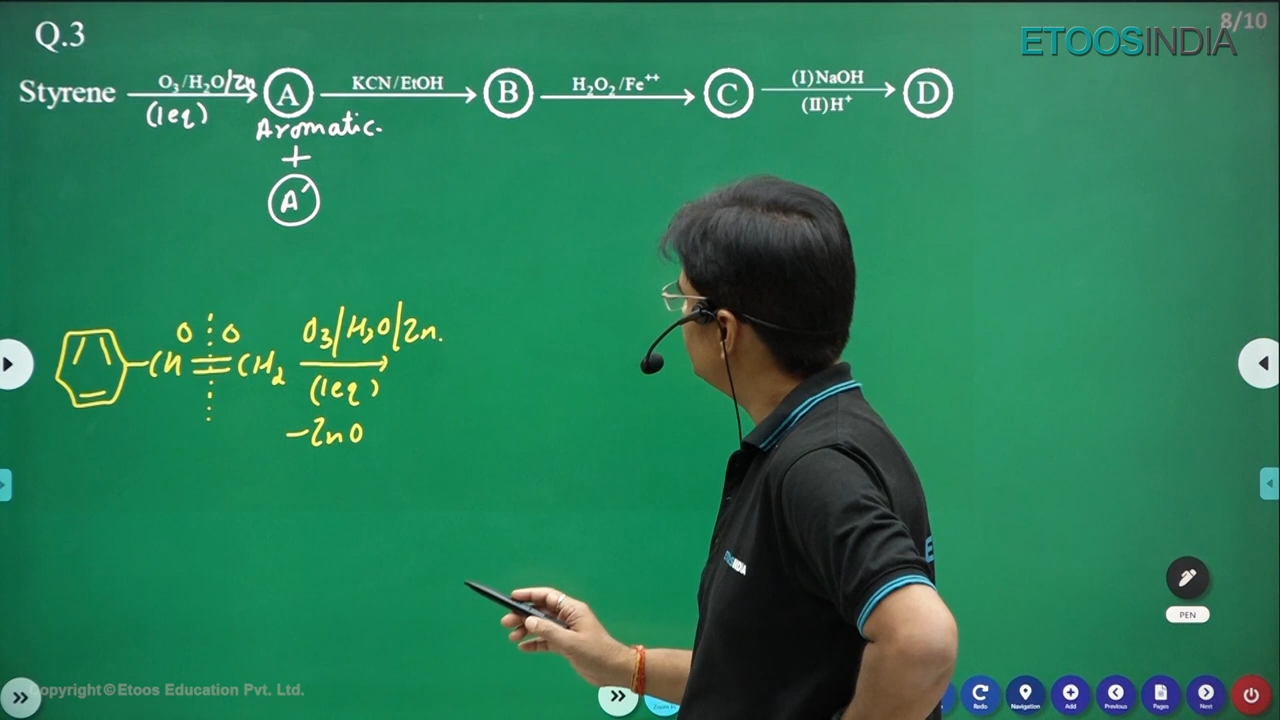 Q.3
8/10
ETOOSINDIA
Styrene O₃/H₂O/Zn (1eq) → A KCN/EtOH → B H₂O₂/Fe⁺⁺ → C (I)NaOH (II)H⁺ → D
Aromatic.
+
A′
O O O₃/H₂O/Zn.
CH = CH₂ →
(1eq)
-ZnO
ETOOSINDIA
PEN
Copyright © Etoos Education Pvt. Ltd.
Redo Navigation Add Previous Pages Next